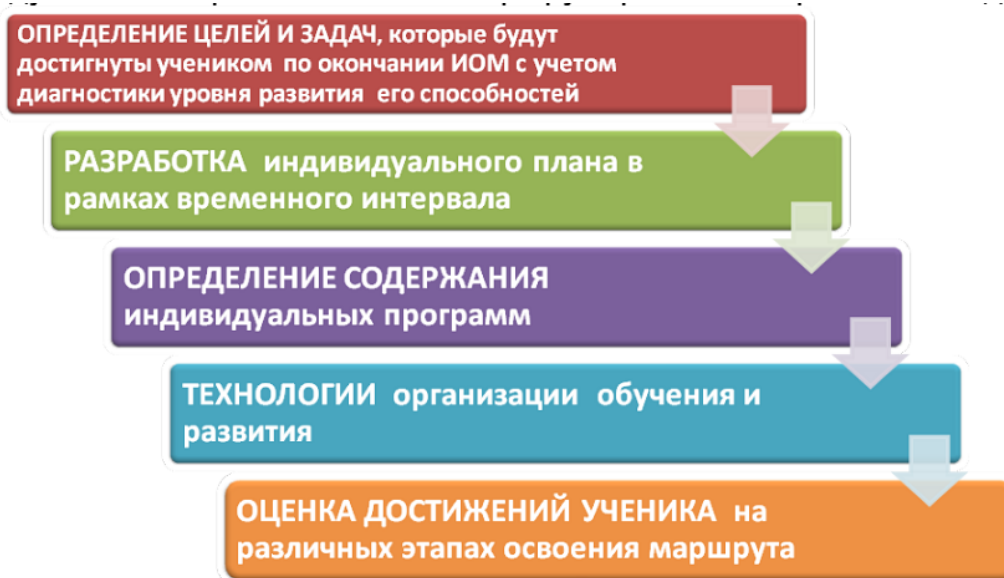 ОПРЕДЕЛЕНИЕ ЦЕЛЕЙ И ЗАДАЧ, которые будут
достигнуты учеником по окончании ИОМ с учетом
диагностики уровня развития его способностей
РАЗРАБОТКА индивидуального плана в
рамках временного интервала
ОПРЕДЕЛЕНИЕ СОДЕРЖАНИЯ
индивидуальных программ
ТЕХНОЛОГИИ организации обучения и
развития
ОЦЕНКА ДОСТИЖЕНИЙ УЧЕНИКА на
различных этапах освоения маршрута